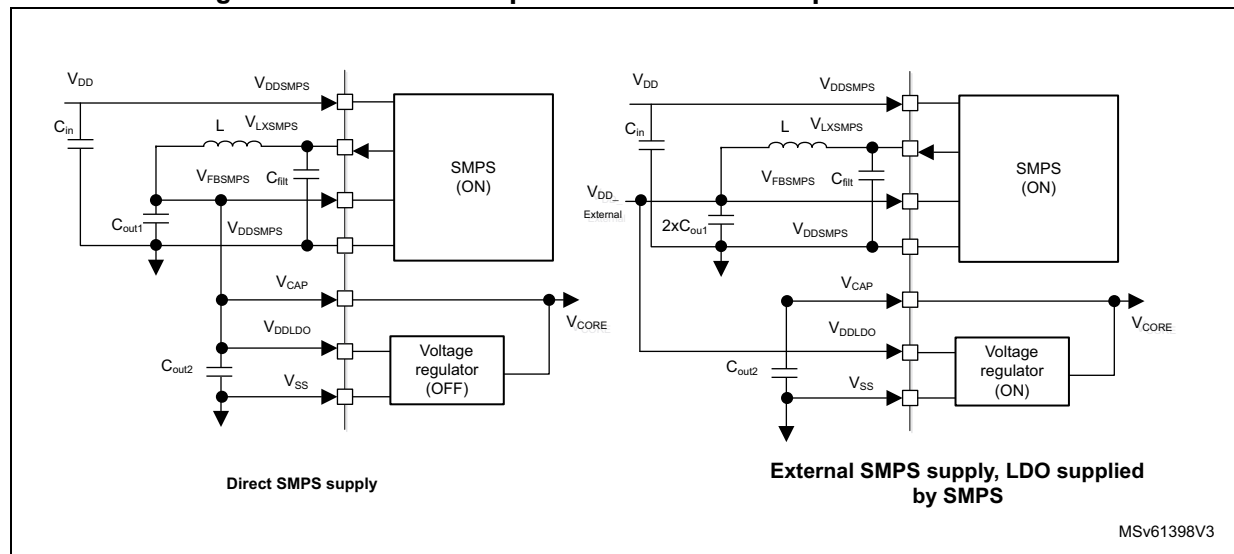 VDD
VDDSMPS
Cin
L
VLXSMPS
VFBSMPS
Cfilt
SMPS
(ON)
Cout1
VDDSMPS
VCAP
VCORE
VDDLDO
Cout2
Voltage
regulator
(OFF)
VSS
Direct SMPS supply
VDD
VDDSMPS
Cin
L
VLXSMPS
VFBSMPS
Cfilt
SMPS
(ON)
VDD_
External
2xCou1
VDDSMPS
VCAP
VCORE
VDDLDO
Cout2
Voltage
regulator
(ON)
VSS
External SMPS supply, LDO supplied
by SMPS
MSv61398V3